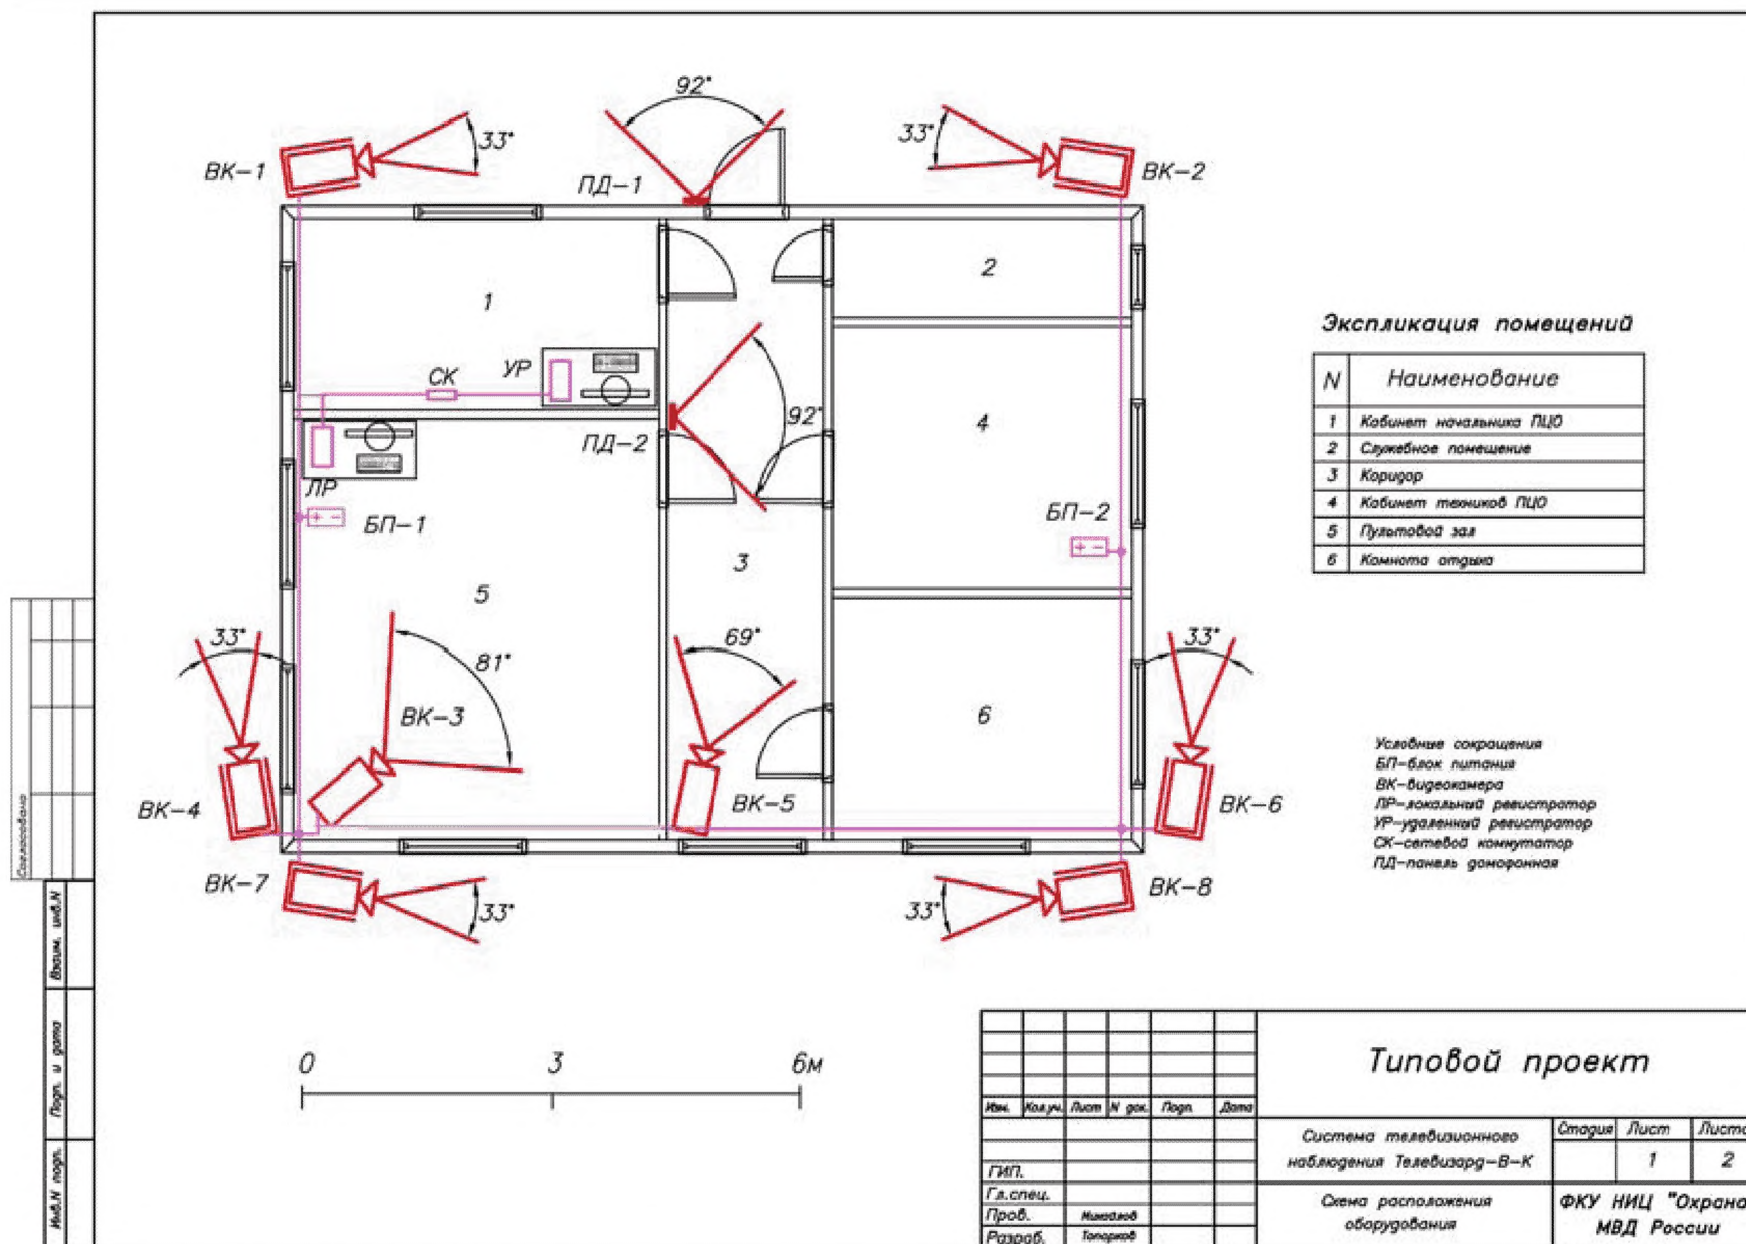 92°
33°
33°
ВК-1
ПД-1
ВК-2
1
2
СК
УР
ПД-2
92°
4
ЛР
БП-1
БП-2
3
5
33°
81°
69°
33°
ВК-3
6
ВК-4
ВК-5
ВК-6
ВК-7
33°
33°
ВК-8
Экспликация помещений
N Наименование
1 Кабинет начальника ПЦО
2 Служебное помещение
3 Коридор
4 Кабинет техников ПЦО
5 Пультовой зал
6 Комната отдыха
Условные сокращения
БП-блок питания
ВК-видеокамера
ЛР-локальный регистратор
УР-удаленный регистратор
СК-сетевой коммутатор
ПД-панель домофонная
0 3 6м
Согласовано
Взаим. инв.N
Подп. и дата
Инв.N подп.
Изм. Кол.уч. Лист N док. Подп. Дата
ГИП.
Гл.спец.
Пров.
Разраб. Топорков
Типовой проект
Система телевизионного
наблюдения Телевизард-В-К
Стадия Лист Листо
1 2
Схема расположения
оборудования
ФКУ НИЦ "Охрана
МВД России